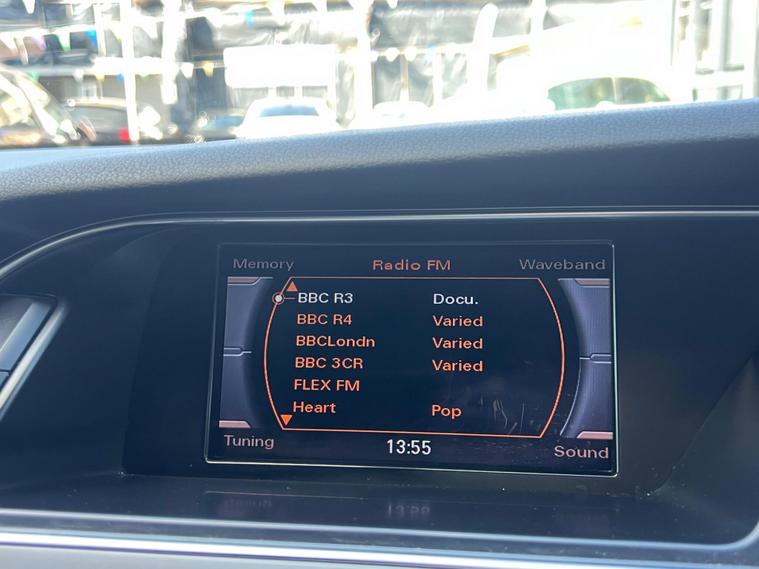 Memory Radio FM Waveband
BBC R3 Docu.
BBC R4 Varied
BBCLondn Varied
BBC 3CR Varied
FLEX FM
Heart Pop
Tuning 13:55 Sound